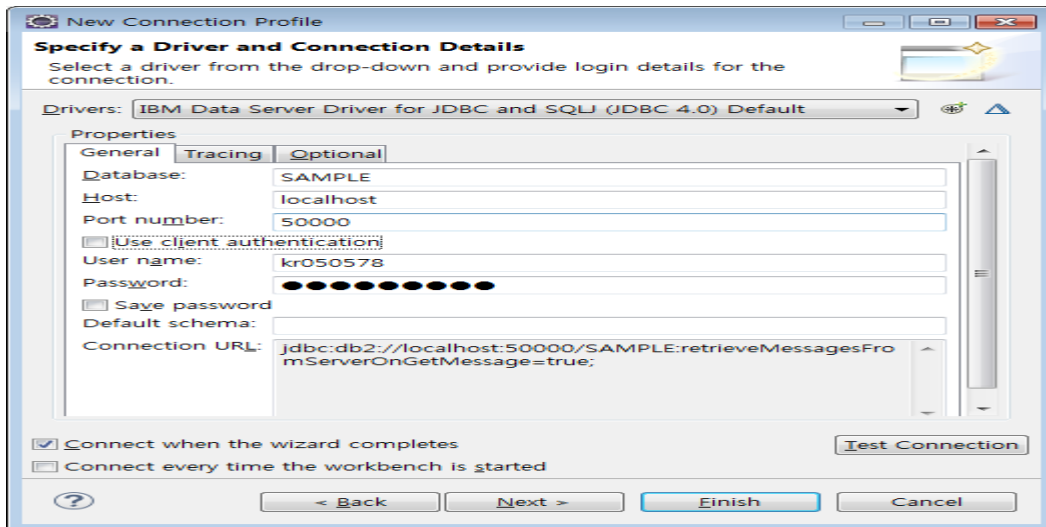 New Connection Profile
Specify a Driver and Connection Details
Select a driver from the drop-down and provide login details for the
connection.
Drivers: IBM Data Server Driver for JDBC and SQLJ (JDBC 4.0) Default
Properties
General Tracing Optional
Database: SAMPLE
Host: localhost
Port number: 50000
Use client authentication
User name: kr050578
Password: ●●●●●●●●●
Save password
Default schema:
Connection URL: jdbc:db2://localhost:50000/SAMPLE:retrieveMessagesFro
mServerOnGetMessage=true;
Connect when the wizard completes
Test Connection
Connect every time the workbench is started
? < Back Next > Finish Cancel